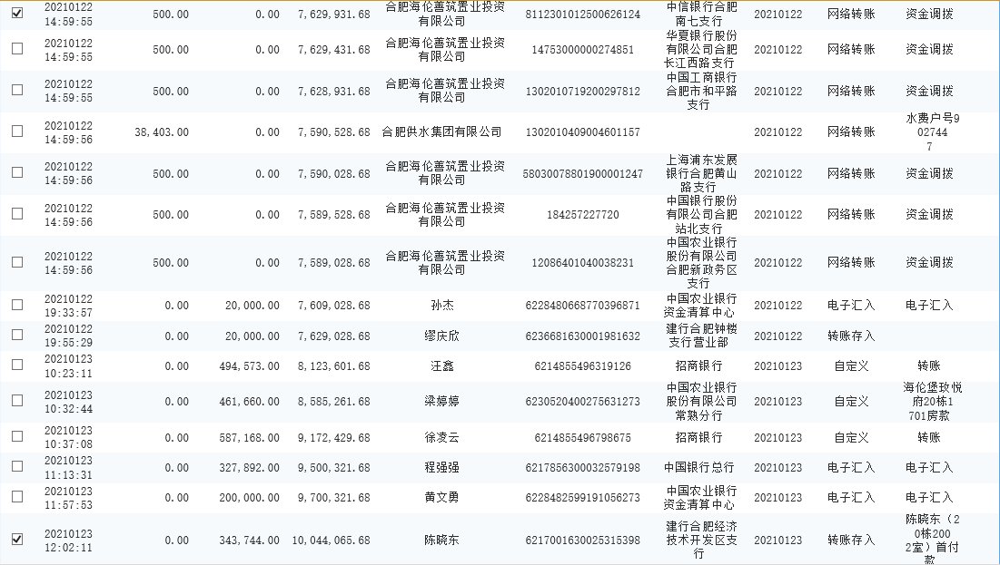 20210122 14:59:55 500.00 0.00 7,629,931.68 合肥海伦善筑置业投资有限公司 8112301012500626124 中信银行合肥南七支行 20210122 网络转账 资金调拨
20210122 14:59:55 500.00 0.00 7,629,431.68 合肥海伦善筑置业投资有限公司 14753000000274851 华夏银行股份有限公司合肥长江西路支行 20210122 网络转账 资金调拨
20210122 14:59:55 500.00 0.00 7,628,931.68 合肥海伦善筑置业投资有限公司 1302010719200297812 中国工商银行合肥市和平路支行 20210122 网络转账 资金调拨
20210122 14:59:56 38,403.00 0.00 7,590,528.68 合肥供水集团有限公司 1302010409004601157 20210122 网络转账 水费户号9027447
20210122 14:59:56 500.00 0.00 7,590,028.68 合肥海伦善筑置业投资有限公司 58030078801900001247 上海浦东发展银行合肥黄山路支行 20210122 网络转账 资金调拨
20210122 14:59:56 500.00 0.00 7,589,528.68 合肥海伦善筑置业投资有限公司 184257227720 中国银行股份有限公司合肥站北支行 20210122 网络转账 资金调拨
20210122 14:59:56 500.00 0.00 7,589,028.68 合肥海伦善筑置业投资有限公司 12086401040038231 中国农业银行股份有限公司合肥新政务区支行 20210122 网络转账 资金调拨
20210122 19:33:57 0.00 20,000.00 7,609,028.68 孙杰 6228480668770396871 中国农业银行资金清算中心 20210122 电子汇入 电子汇入
20210122 19:55:29 0.00 20,000.00 7,629,028.68 缪庆欣 6236681630001981632 建行合肥钟楼支行营业部 20210122 转账存入
20210123 10:23:11 0.00 494,573.00 8,123,601.68 汪鑫 6214855496319126 招商银行 20210123 自定义 转账
20210123 10:32:44 0.00 461,660.00 8,585,261.68 梁婷婷 6230520400275631273 中国农业银行股份有限公司常熟分行 20210123 自定义 海伦堡玖悦府20栋1701房款
20210123 10:37:08 0.00 587,168.00 9,172,429.68 徐凌云 6214855496798675 招商银行 20210123 自定义 转账
20210123 11:13:31 0.00 327,892.00 9,500,321.68 程强强 6217856300032579198 中国银行总行 20210123 电子汇入 电子汇入
20210123 11:57:53 0.00 200,000.00 9,700,321.68 黄文勇 6228482599191056273 中国农业银行资金清算中心 20210123 电子汇入 电子汇入
20210123 12:02:11 0.00 343,744.00 10,044,065.68 陈晓东 6217001630025315398 建行合肥经济技术开发区支行 20210123 转账存入 陈晓东（20栋2002室）首付款